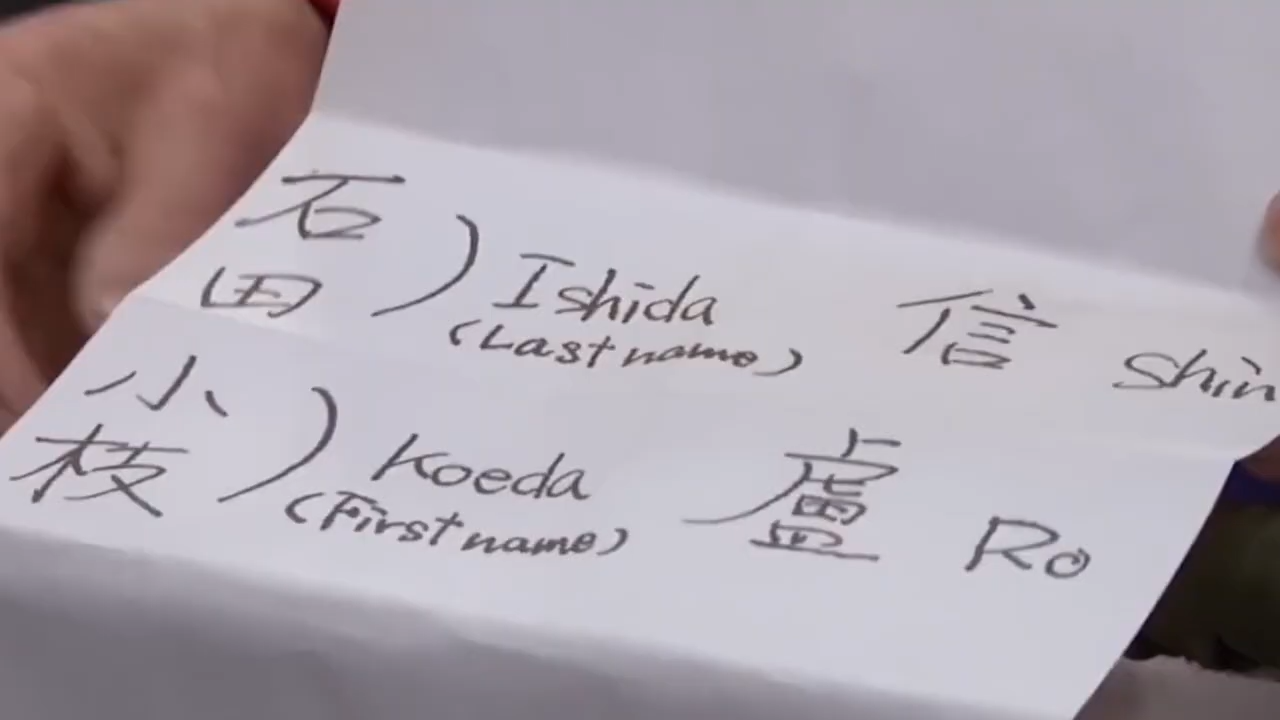 石田 ) Ishida 信 shin
(Last name)
小枝 ) Koeda 盧 Ro
(First name)